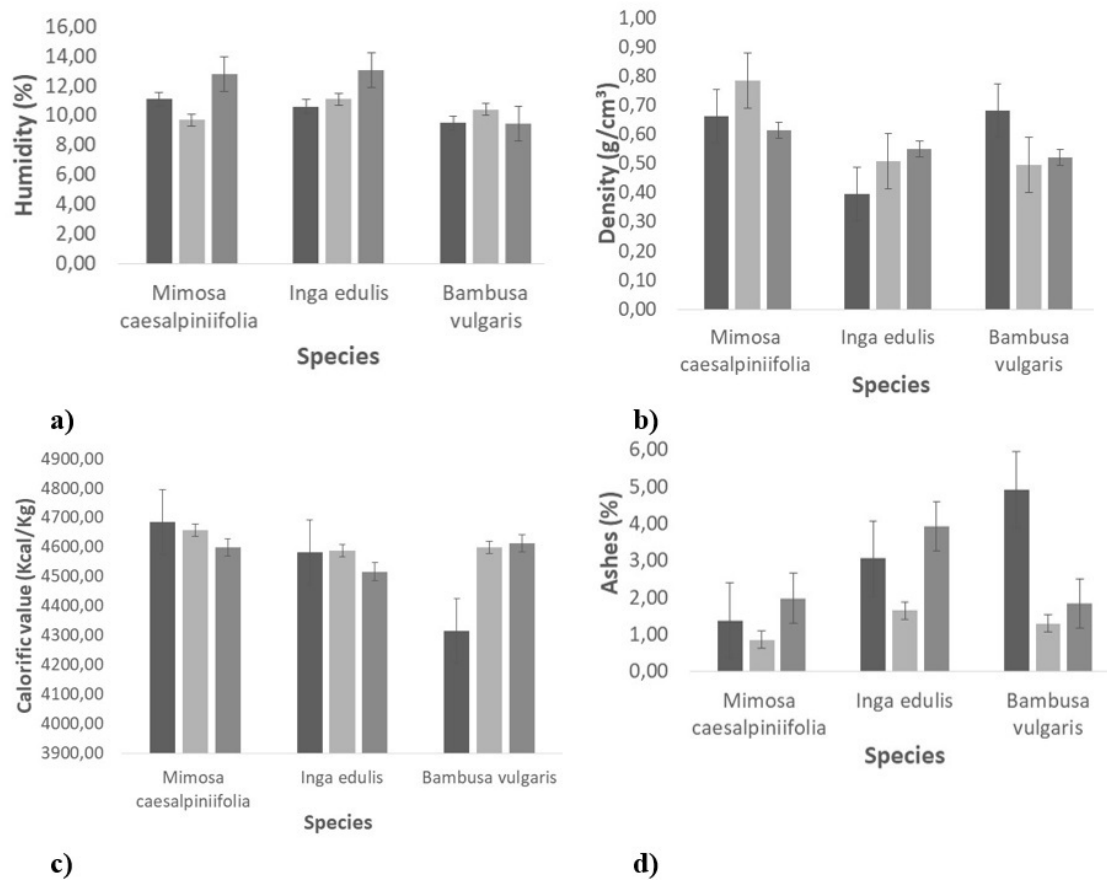 Humidity (%)
16,00
14,00
12,00
10,00
8,00
6,00
4,00
2,00
0,00
Mimosa
caesalpiniifolia
Inga edulis
Bambusa
vulgaris
Species
a)
Density (g/cm³)
1,00
0,90
0,80
0,70
0,60
0,50
0,40
0,30
0,20
0,10
0,00
Mimosa
caesalpiniifolia
Inga edulis
Bambusa
vulgaris
Species
b)
Calorific value (Kcal/Kg)
4900,00
4800,00
4700,00
4600,00
4500,00
4400,00
4300,00
4200,00
4100,00
4000,00
3900,00
Mimosa
caesalpiniifolia
Inga edulis
Bambusa vulgaris
Species
c)
Ashes (%)
6,00
5,00
4,00
3,00
2,00
1,00
0,00
Mimosa
caesalpiniifolia
Inga edulis
Bambusa
vulgaris
Species
d)